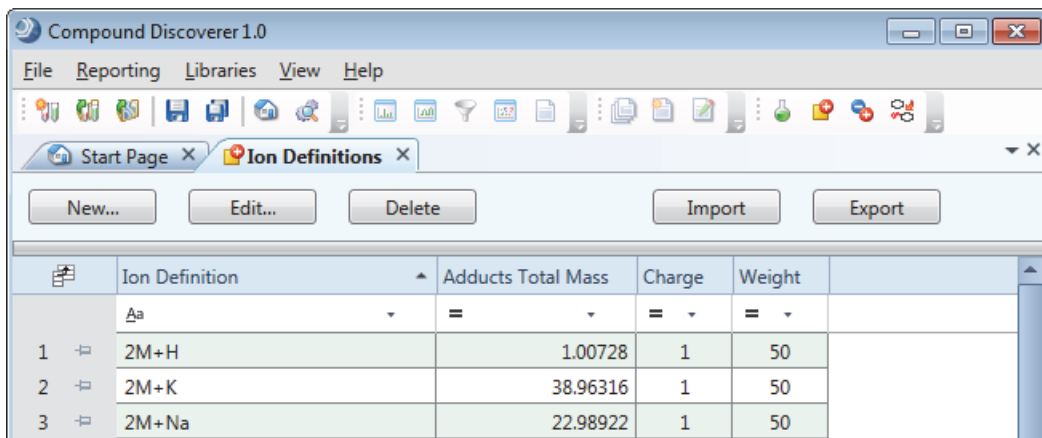 Compound Discoverer 1.0
File Reporting Libraries View Help
Start Page Ion Definitions
New... Edit... Delete Import Export
Ion Definition Adducts Total Mass Charge Weight
Aa = = =
1 2M+H 1.00728 1 50
2 2M+K 38.96316 1 50
3 2M+Na 22.98922 1 50